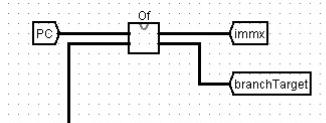 Of
PC
immx
branchTarget